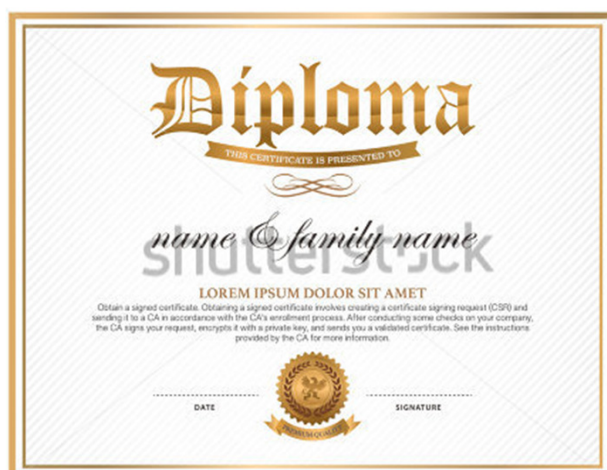 Diploma
THIS CERTIFICATE IS PRESENTED TO
name & family name
shutterstock
LOREM IPSUM DOLOR SIT AMET
Obtain a signed certificate. Obtaining a signed certificate involves creating a certificate signing request (CSR) and
sending it to a CA in accordance with the CA's enrollment process. After conducting some checks on your company,
the CA signs your request, encrypts it with a private key, and sends you a validated certificate. See the instructions
provided by the CA for more information.
DATE
SIGNATURE
PREMIUM QUALITY